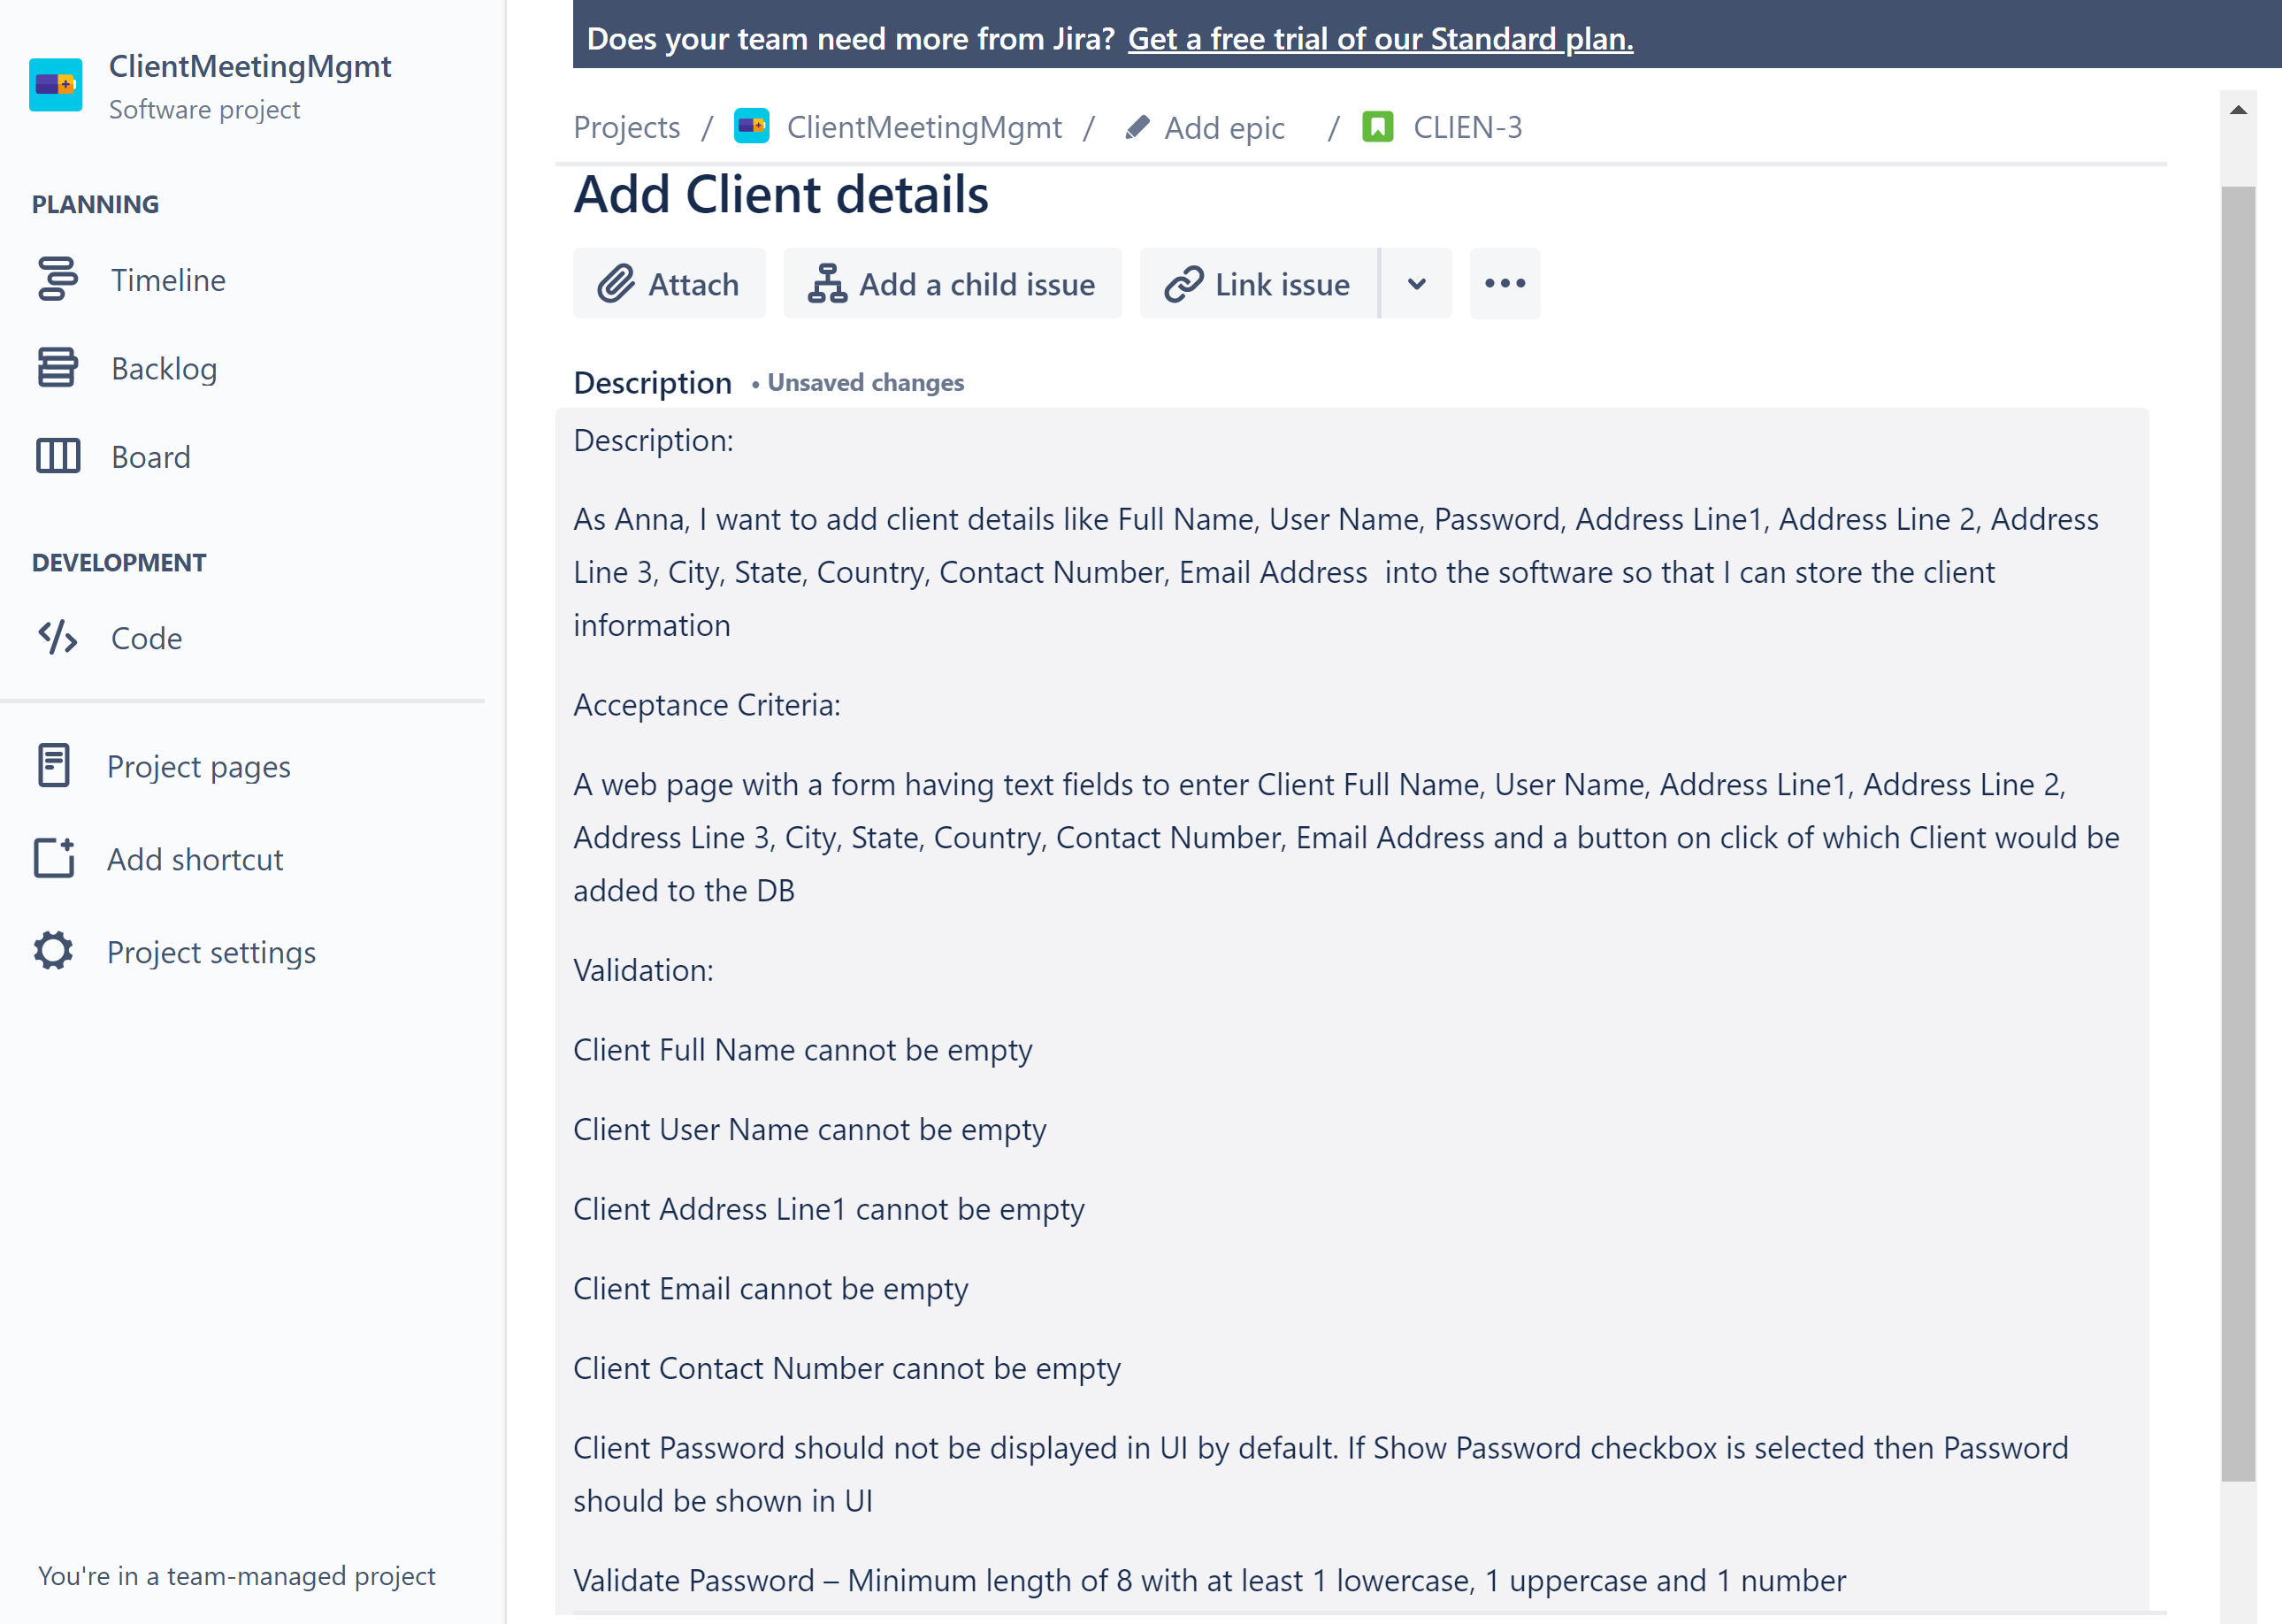 ClientMeetingMgmt
Software project
PLANNING
Timeline
Backlog
Board
DEVELOPMENT
Code
Project pages
Add shortcut
Project settings
You're in a team-managed project
Does your team need more from Jira? Get a free trial of our Standard plan.
Projects / ClientMeetingMgmt / Add epic / CLIEN-3
Add Client details
Attach Add a child issue Link issue
Description • Unsaved changes
Description:
As Anna, I want to add client details like Full Name, User Name, Password, Address Line1, Address Line 2, Address
Line 3, City, State, Country, Contact Number, Email Address  into the software so that I can store the client
information
Acceptance Criteria:
A web page with a form having text fields to enter Client Full Name, User Name, Address Line1, Address Line 2,
Address Line 3, City, State, Country, Contact Number, Email Address and a button on click of which Client would be
added to the DB
Validation:
Client Full Name cannot be empty
Client User Name cannot be empty
Client Address Line1 cannot be empty
Client Email cannot be empty
Client Contact Number cannot be empty
Client Password should not be displayed in UI by default. If Show Password checkbox is selected then Password
should be shown in UI
Validate Password – Minimum length of 8 with at least 1 lowercase, 1 uppercase and 1 number